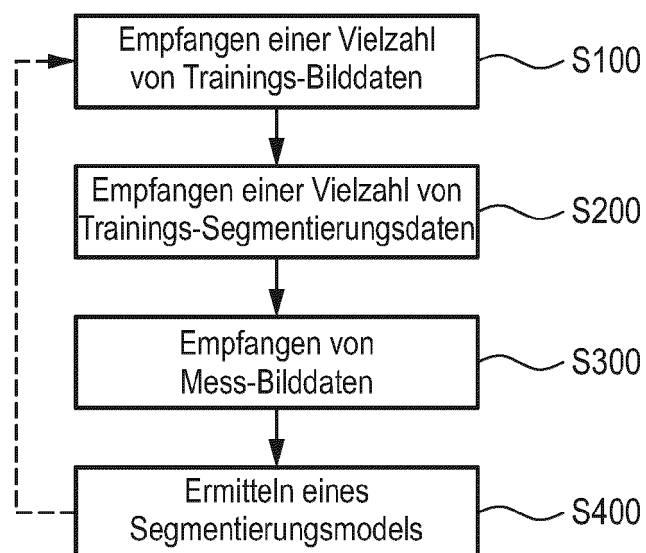 Empfangen einer Vielzahl
von Trainings-Bilddaten
S100
Empfangen einer Vielzahl von
Trainings-Segmentierungsdaten
S200
Empfangen von
Mess-Bilddaten
S300
Ermitteln eines
Segmentierungsmodels
S400